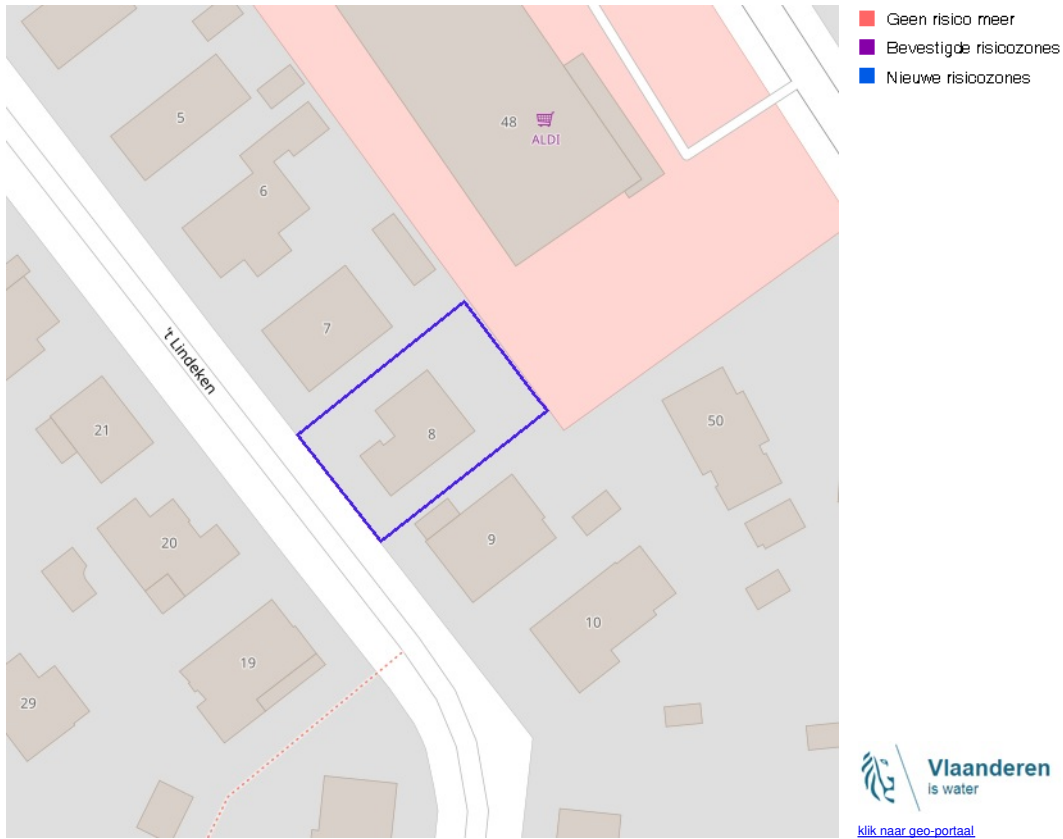 Geen risico meer
Bevestigde risicozones
Nieuwe risicozones
5
48
ALDI
6
7
't Lindeken
8
50
21
9
20
10
19
29
Vlaanderen
is water
klik naar geo-portaal